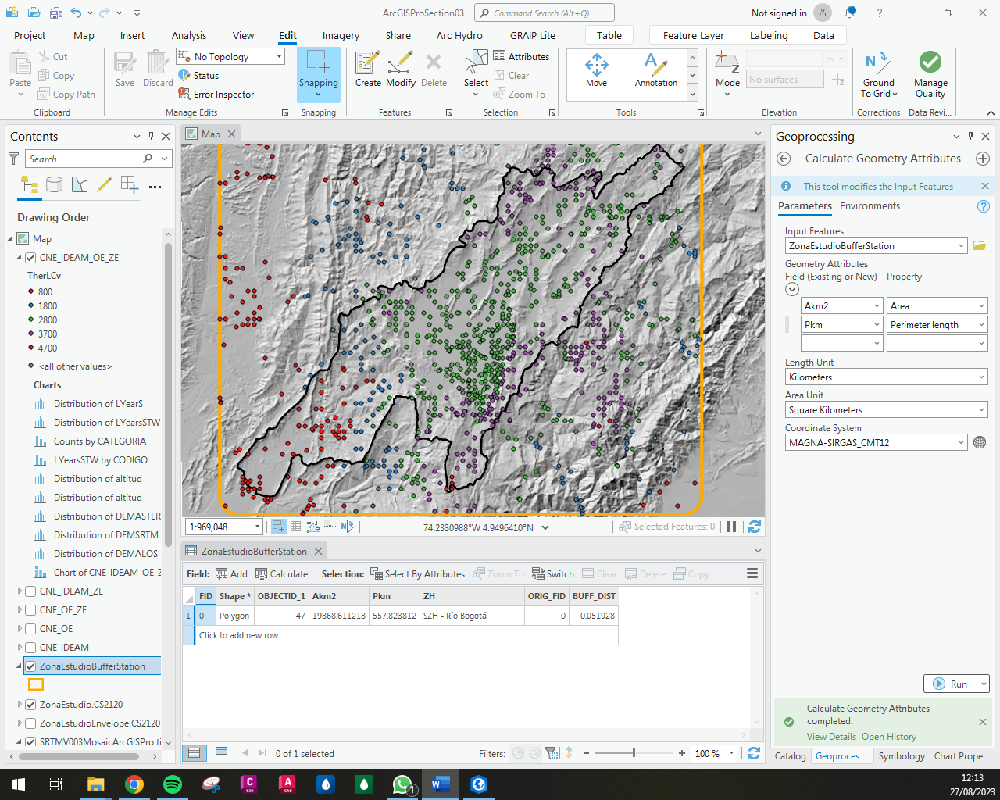 ArcGISProSection03
Command Search (Alt+Q)
Not signed in
?
Project
Map
Insert
Analysis
View
Edit
Imagery
Share
Arc Hydro
GRAIP Lite
Table
Feature Layer
Labeling
Data
Paste
Cut
Copy
Copy Path
Clipboard
Save
Discard
No Topology
Status
Error Inspector
Manage Edits
Snapping
Snapping
Create
Modify
Delete
Features
Select
Attributes
Clear
Zoom To
Selection
Move
Annotation
Tools
Mode
m
No surfaces
Elevation
Ground
To Grid
Corrections
Manage
Quality
Data Revi...
Contents
Search
Drawing Order
Map
CNE_IDEAM_OE_ZE
TherLCv
800
1800
2800
3700
4700
<all other values>
Charts
Distribution of LYearS
Distribution of LYearsSTW
Counts by CATEGORIA
LYearsSTW by CODIGO
Distribution of altitud
Distribution of altitud
Distribution of DEMASTER
Distribution of DEMSRTM
Distribution of DEMALOS
Chart of CNE_IDEAM_OE_Z
CNE_IDEAM_ZE
CNE_OE_ZE
CNE_OE
CNE_IDEAM
ZonaEstudioBufferStation
ZonaEstudio.CS2120
ZonaEstudioEnvelope.CS2120
SRTMV003MosaicArcGISPro.ti
Map
1:969,048
74.2330988°W 4.9496410°N
Selected Features: 0
ZonaEstudioBufferStation
Field:
Add
Calculate
Selection:
Select By Attributes
Zoom To
Switch
Clear
Delete
Copy
FID
Shape *
OBJECTID_1
Akm2
Pkm
ZH
ORIG_FID
BUFF_DIST
1
0
Polygon
47
19868.611218
557.823812
SZH - Río Bogotá
0
0.051928
Click to add new row.
0 of 1 selected
Filters:
100 %
Geoprocessing
Calculate Geometry Attributes
This tool modifies the Input Features
Parameters
Environments
?
Input Features
ZonaEstudioBufferStation
Geometry Attributes
Field (Existing or New)
Property
Akm2
Area
Pkm
Perimeter length
Length Unit
Kilometers
Area Unit
Square Kilometers
Coordinate System
MAGNA-SIRGAS_CMT12
Run
Calculate Geometry Attributes
completed.
View Details
Open History
Catalog
Geoproces...
Symbology
Chart Prope...
C
C3D
A
CAD
1
W
12:13
27/08/2023